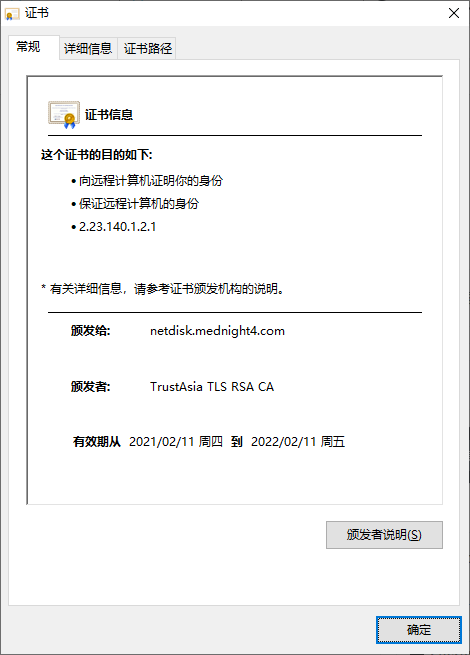 证书
常规 详细信息 证书路径
证书信息
这个证书的目的如下:
• 向远程计算机证明你的身份
• 保证远程计算机的身份
• 2.23.140.1.2.1
* 有关详细信息，请参考证书颁发机构的说明。
颁发给: netdisk.mednight4.com
颁发者: TrustAsia TLS RSA CA
有效期从 2021/02/11 周四 到 2022/02/11 周五
颁发者说明(S)
确定